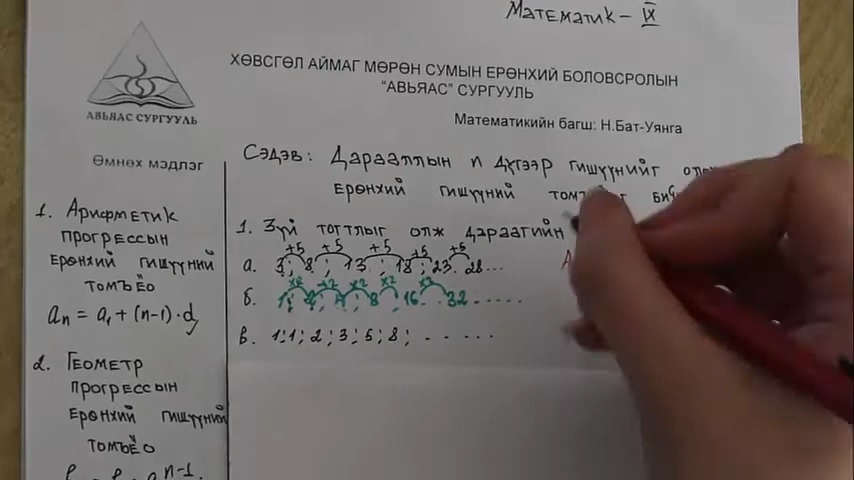 Математик - IX
ХӨВСГӨЛ АЙМАГ МӨРӨН СУМЫН ЕРӨНХИЙ БОЛОВСРОЛЫН
"АВЬЯАС" СУРГУУЛЬ
АВЬЯАС СУРГУУЛЬ
Математикийн багш: Н.Бат-Уянга
Өмнөх мэдлэг
1. Арифметик
прогрессын
ерөнхий гишүүний
томъёо
an = a1 + (n-1) · d
2. Геометр
прогрессын
ерөнхий гишүүний
томъёо
n-1
Сэдэв: Дарааллын n дүгээр гишүүнийг
ерөнхий гишүүний
1. Зүй тогтлыг олж дараагийн
+5 +5 +5 +5 +5
а. 3; 8; 13; 18; 23. 28...
x2 x2 x2 x2 x2
б. 1; 2; 4; 8; 16... 32......
в. 1; 1; 2; 3; 5; 8; ......